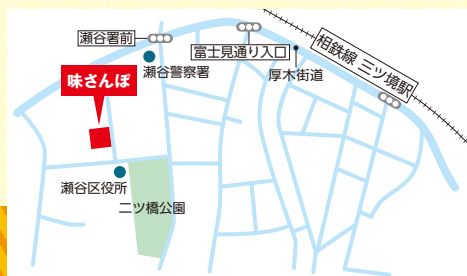 瀬谷署前
富士見通り入口
相鉄線 三ツ境駅
瀬谷警察署
厚木街道
味さんぽ
瀬谷区役所
二ツ橋公園